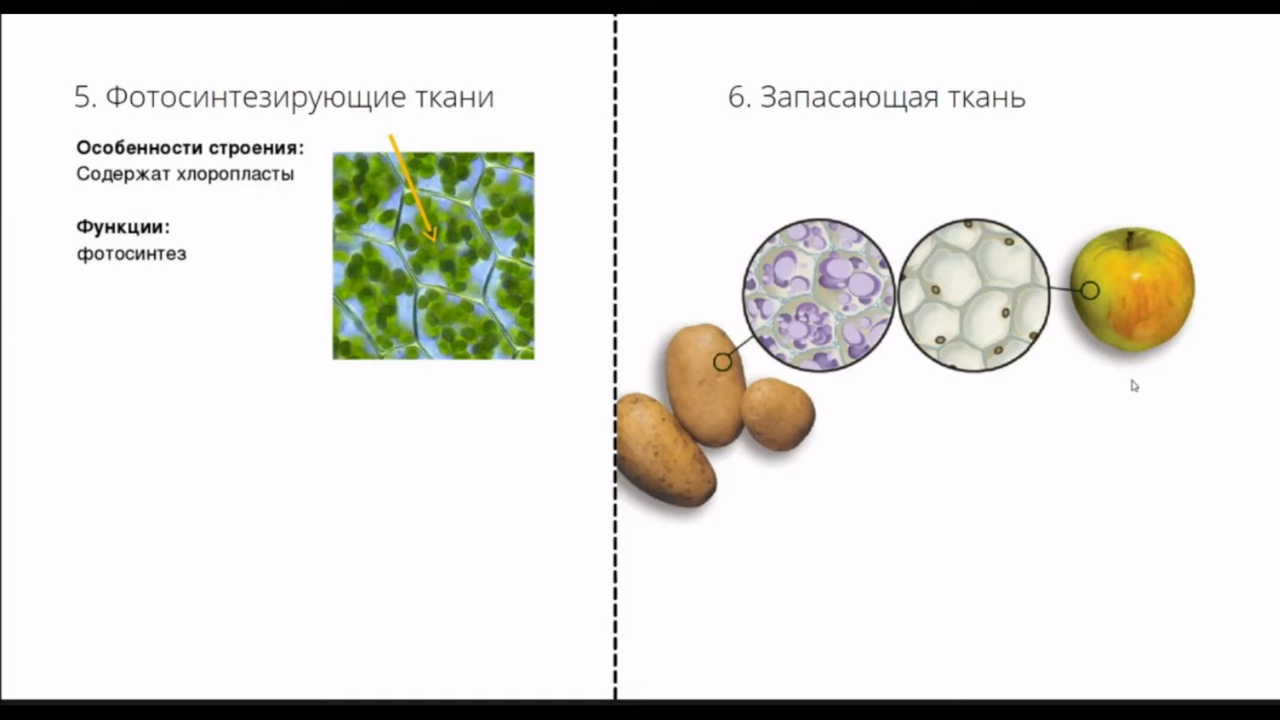 5. Фотосинтезирующие ткани
Особенности строения:
Содержат хлоропласты
Функции:
фотосинтез
6. Запасающая ткань